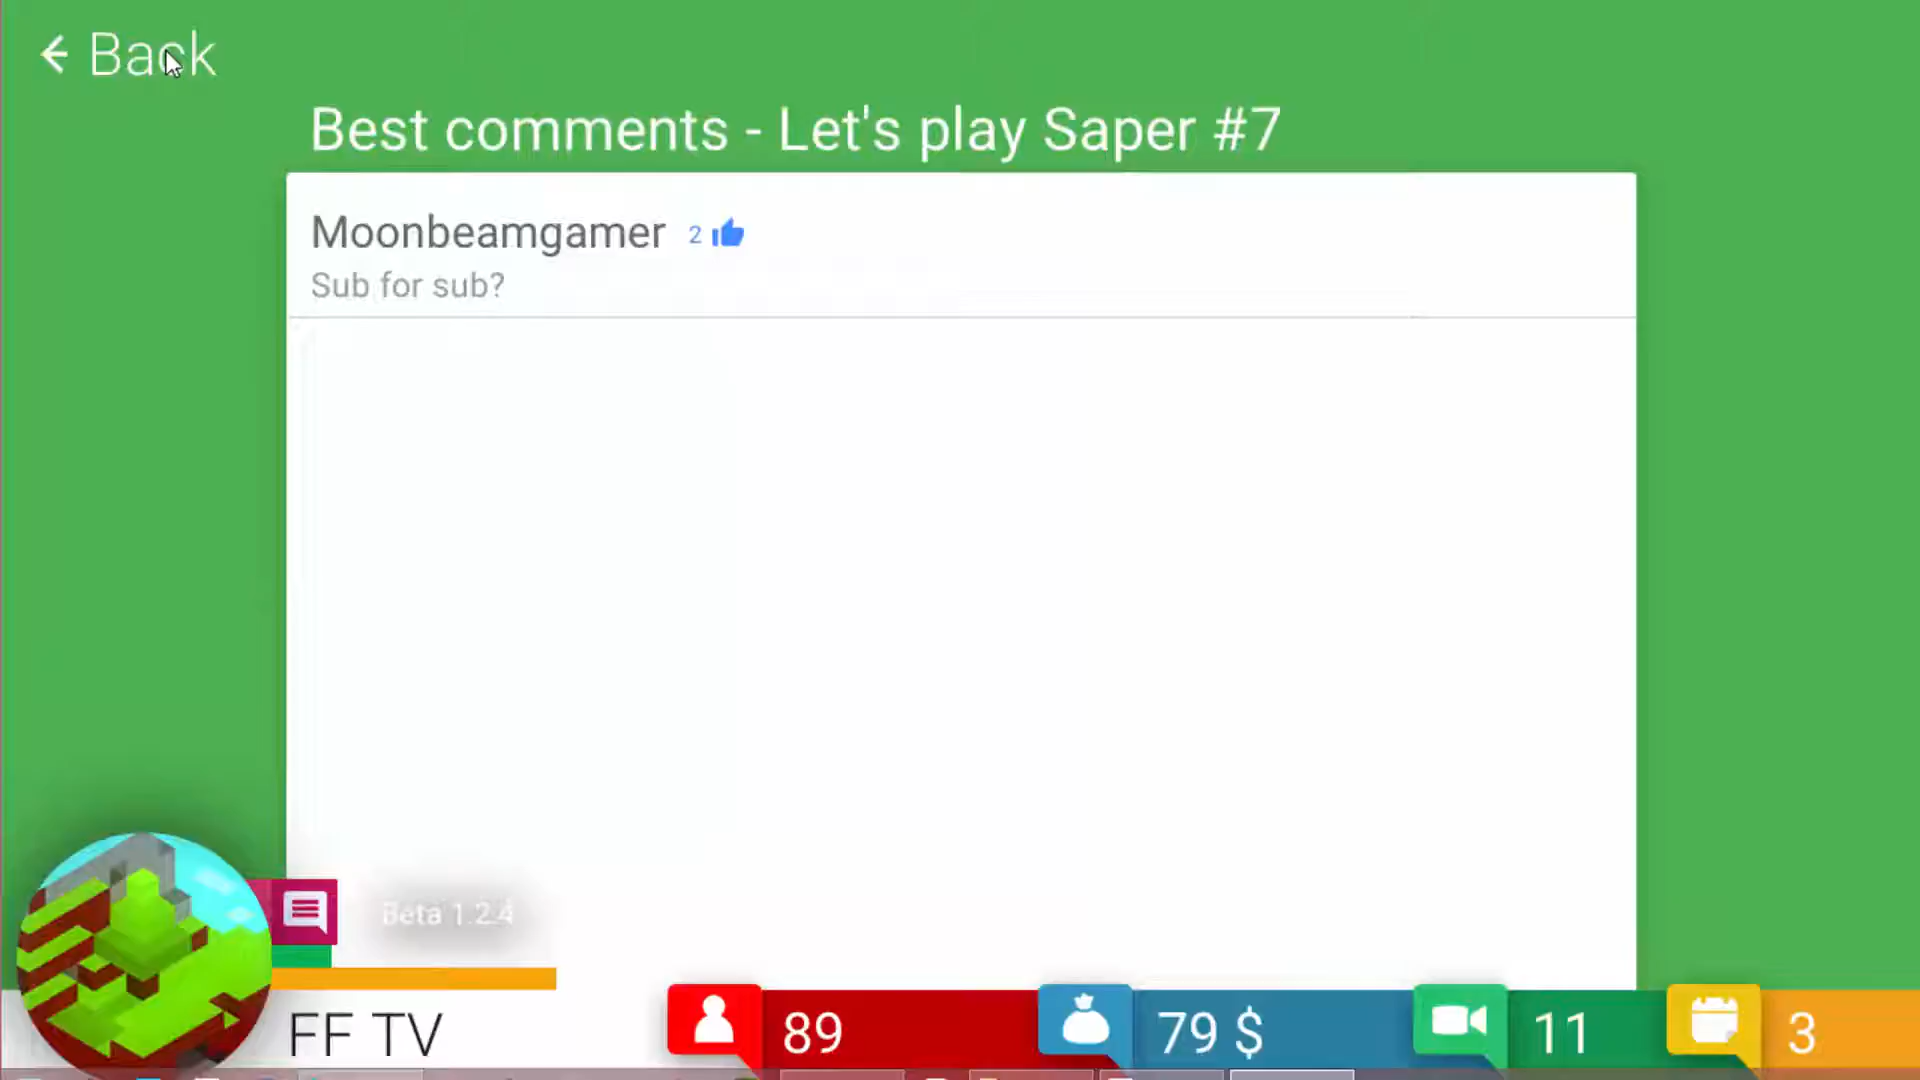 Back
Best comments - Let's play Saper #7
Moonbeamgamer 2
Sub for sub?
Beta 1.2.4
FF TV
89
79 $
11
3